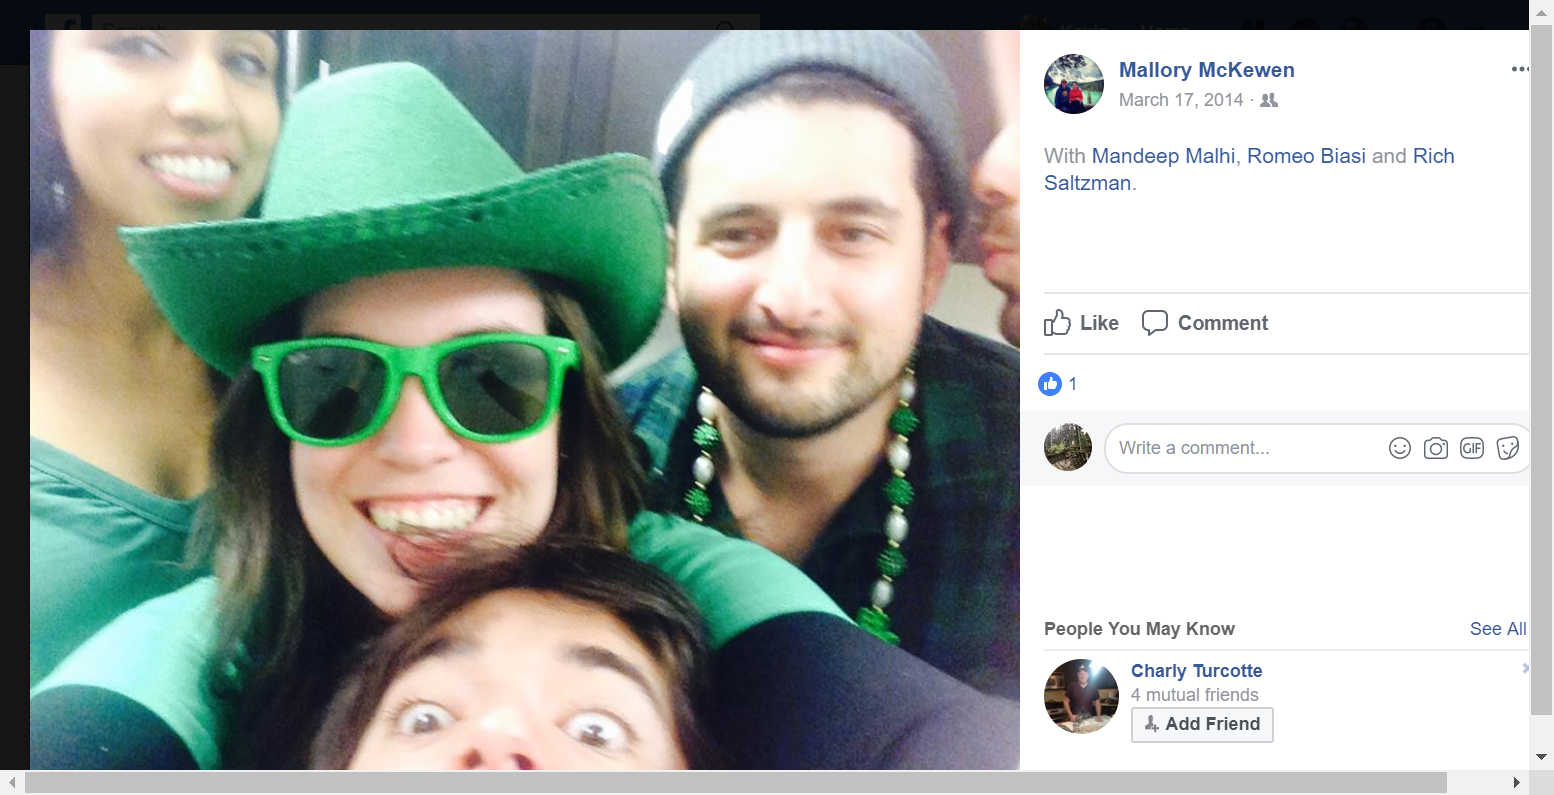 Search
Mallory McKewen
March 17, 2014 ·
With Mandeep Malhi, Romeo Biasi and Rich
Saltzman.
Like
Comment
1
Write a comment...
GIF
People You May Know
See All
Charly Turcotte
4 mutual friends
Add Friend